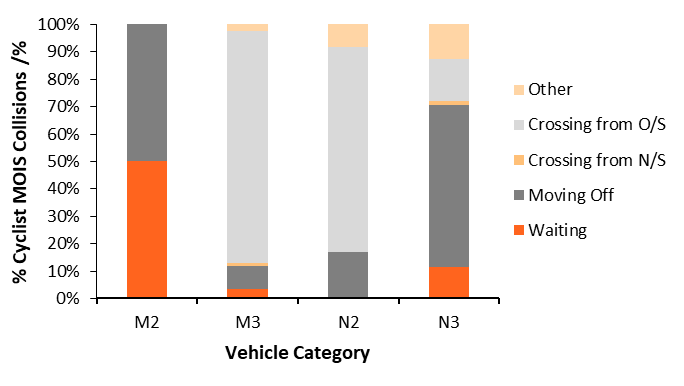 % Cyclist MOIS Collisions /%
100%
90%
80%
70%
60%
50%
40%
30%
20%
10%
0%
M2
M3
N2
N3
Vehicle Category
Other
Crossing from O/S
Crossing from N/S
Moving Off
Waiting